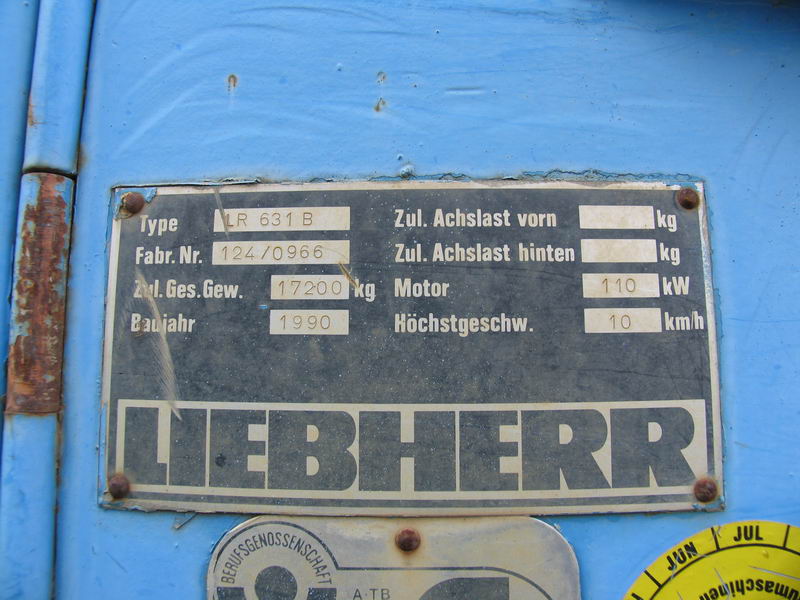 Type LR 631 B Zul. Achslast vorn kg
Fabr. Nr. 124/0966 Zul. Achslast hinten kg
Zul. Ges. Gew. 17200 kg Motor 110 kW
Baujahr 1990 Höchstgeschw. 10 km/h
LIEBHERR
BERUFSGENOSSENSCHAFT
A-TB
JÜN JUL